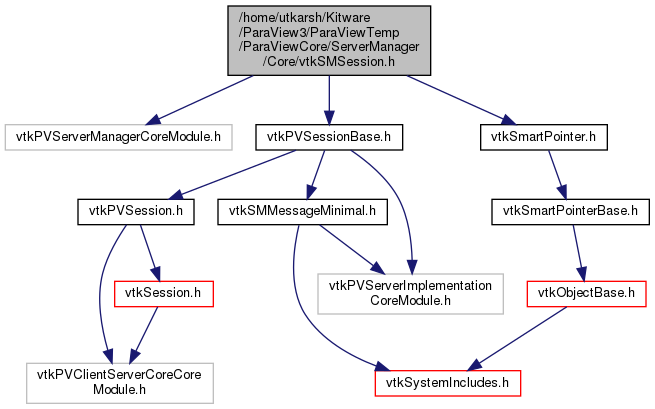 /home/utkarsh/Kitware
/ParaView3/ParaViewTemp
/ParaViewCore/ServerManager
/Core/vtkSMSession.h
vtkPVServerManagerCoreModule.h
vtkPVSessionBase.h
vtkSmartPointer.h
vtkPVSession.h
vtkSMMessageMinimal.h
vtkSmartPointerBase.h
vtkSession.h
vtkPVServerImplementation
CoreModule.h
vtkObjectBase.h
vtkPVClientServerCoreCore
Module.h
vtkSystemIncludes.h